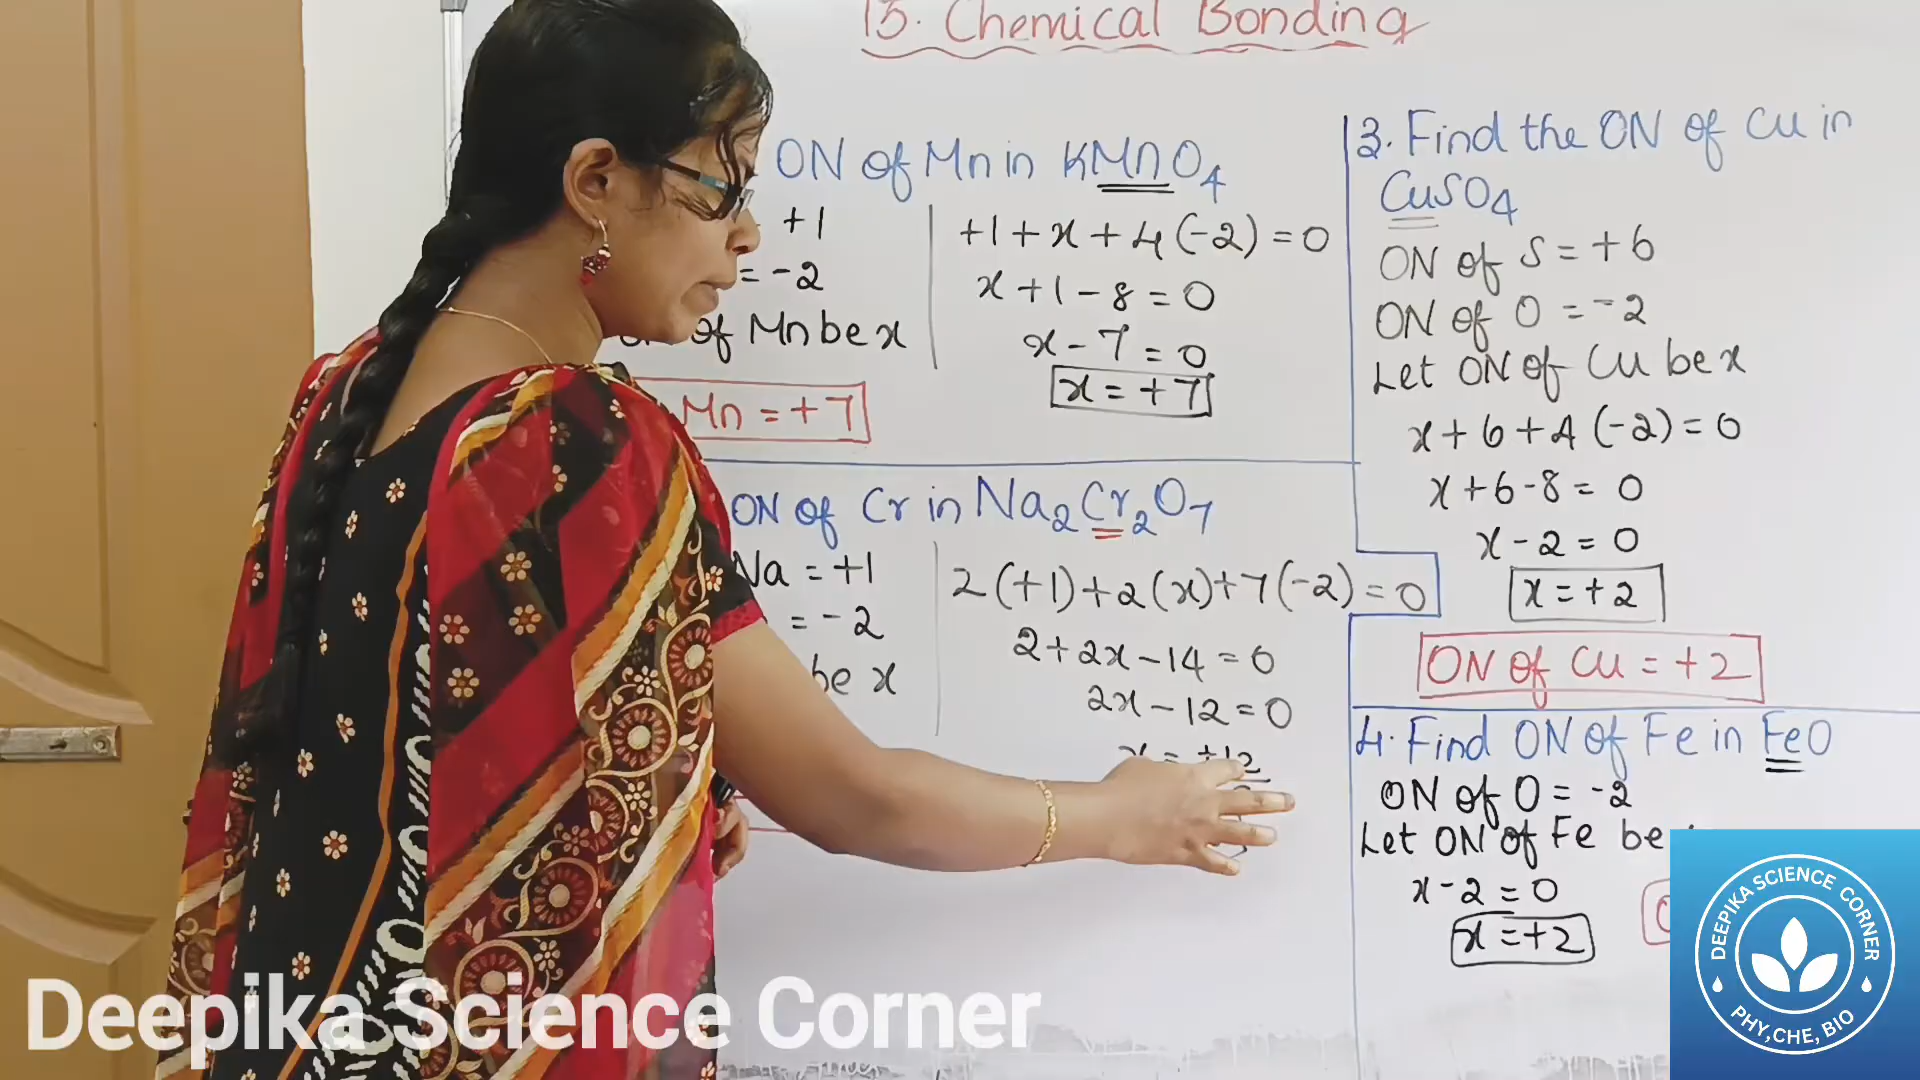 15. Chemical Bonding
ON of Mn in KMnO4
+1
= -2
of Mn be x
Mn = +7
+1 + x + 4(-2) = 0
x + 1 - 8 = 0
x - 7 = 0
x = +7
ON of Cr in Na2Cr2O7
Na = +1
= -2
be x
2(+1) + 2(x) + 7(-2) = 0
2 + 2x - 14 = 0
2x - 12 = 0
x = +12
3. Find the ON of Cu in
CuSO4
ON of S = +6
ON of O = -2
Let ON of Cu be x
x + 6 + 4(-2) = 0
x + 6 - 8 = 0
x - 2 = 0
x = +2
ON of Cu = +2
4. Find ON of Fe in FeO
ON of O = -2
Let ON of Fe be
x - 2 = 0
x = +2
Deepika Science Corner
DEEPIKA SCIENCE CORNER
PHY,CHE, BIO